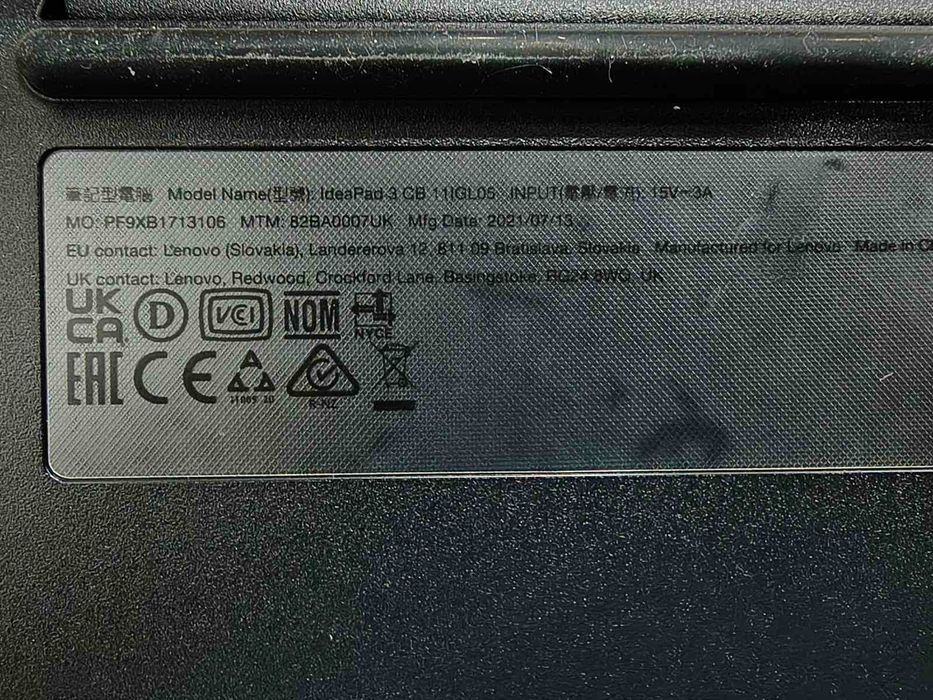 筆記型電腦 Model Name(型號): IdeaPad 3 CB 11IGL05 INPUT(電壓/電流): 15V⎓3A
MO: PF9XB1713106 MTM: 82BA0007UK Mfg Date: 2021/07/13
EU contact: Lenovo (Slovakia), Landererova 12, 811 09 Bratislava, Slovakia Manufactured for Lenovo Made in
UK contact: Lenovo, Redwood, Crockford Lane, Basingstoke, RG24 8WQ, UK
UK CA D VCCI NOM NYCE
EAC CE R-NZ